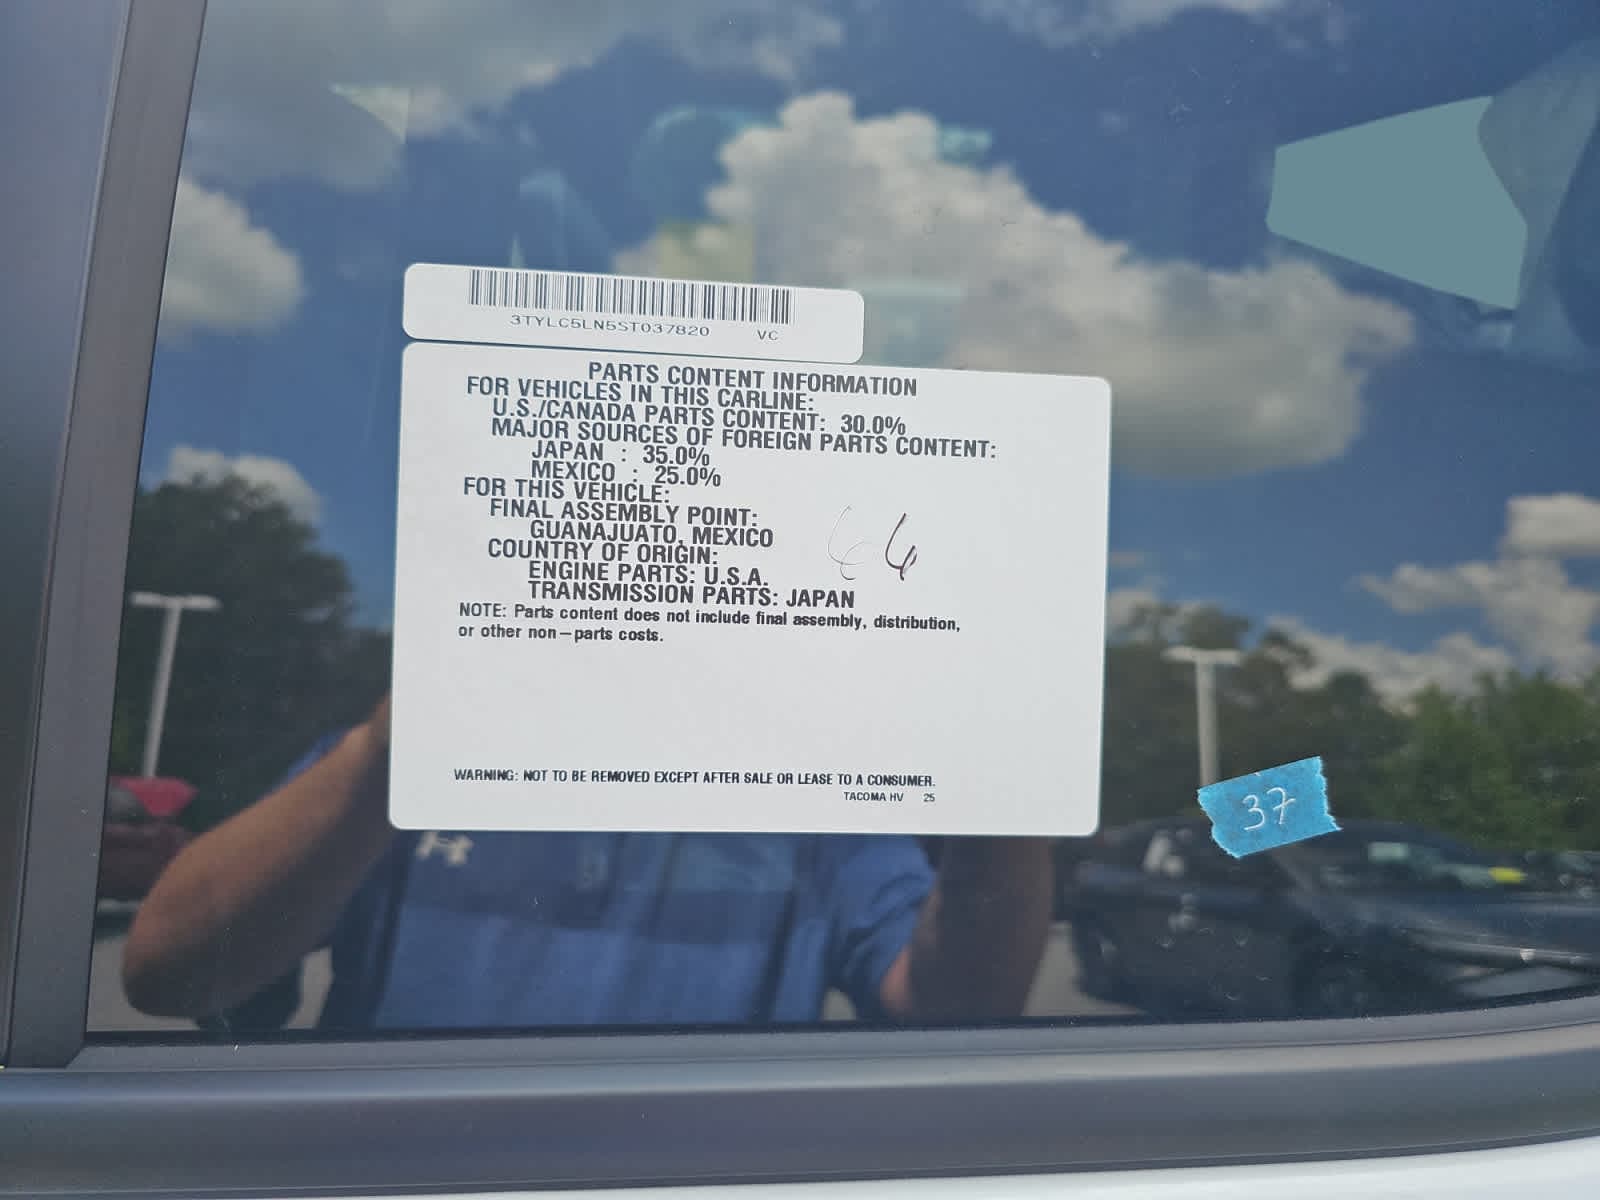 3TYLC5LN5ST037820 VC
PARTS CONTENT INFORMATION
FOR VEHICLES IN THIS CARLINE:
U.S./CANADA PARTS CONTENT: 30.0%
MAJOR SOURCES OF FOREIGN PARTS CONTENT:
JAPAN : 35.0%
MEXICO : 25.0%
FOR THIS VEHICLE:
FINAL ASSEMBLY POINT:
GUANAJUATO, MEXICO
COUNTRY OF ORIGIN:
ENGINE PARTS: U.S.A.
TRANSMISSION PARTS: JAPAN
66
NOTE: Parts content does not include final assembly, distribution,
or other non-parts costs.
WARNING: NOT TO BE REMOVED EXCEPT AFTER SALE OR LEASE TO A CONSUMER.
TACOMA HV 25
37